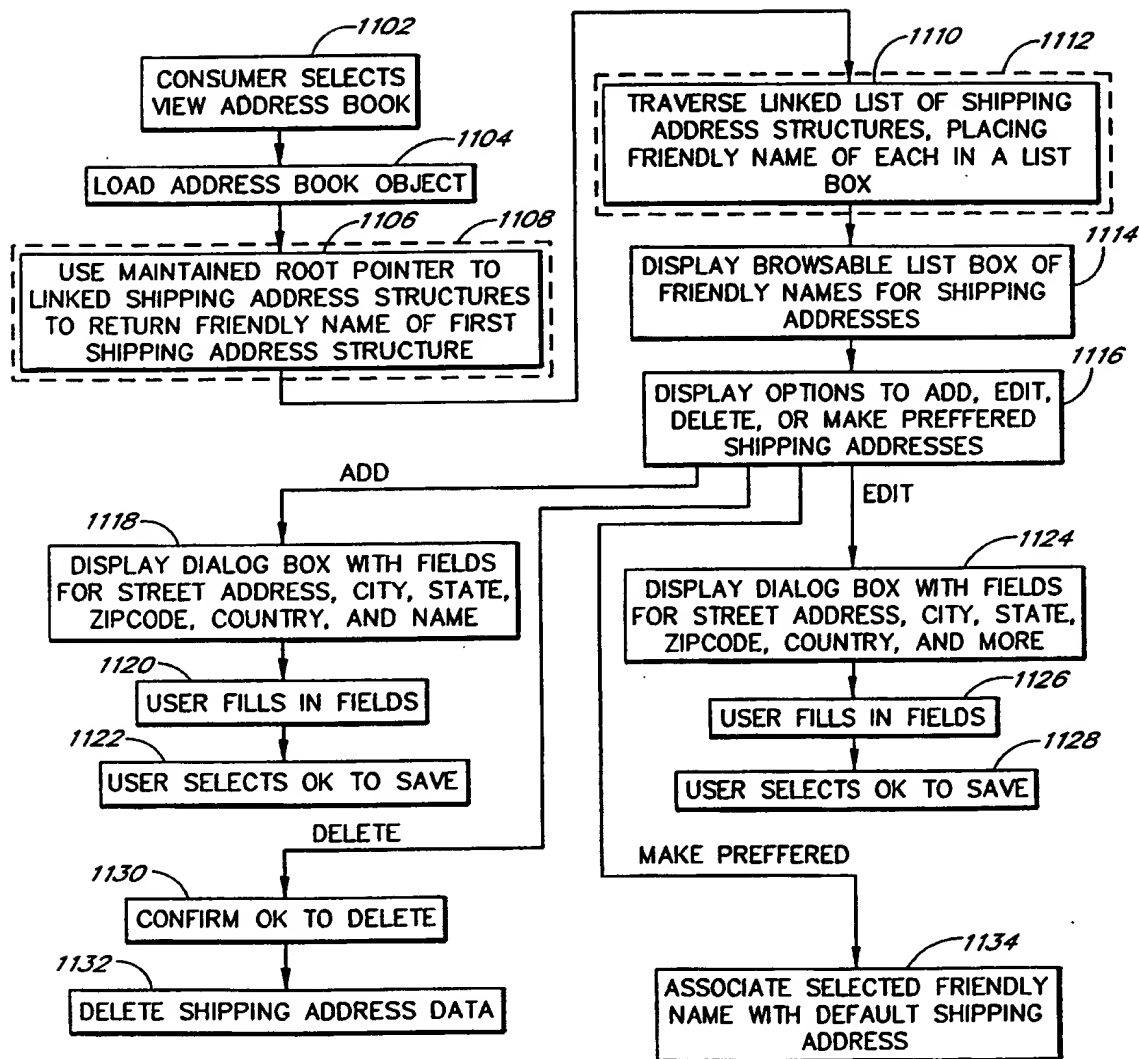 1102
CONSUMER SELECTS
VIEW ADDRESS BOOK
1104
LOAD ADDRESS BOOK OBJECT
1106
1108
USE MAINTAINED ROOT POINTER TO
LINKED SHIPPING ADDRESS STRUCTURES
TO RETURN FRIENDLY NAME OF FIRST
SHIPPING ADDRESS STRUCTURE
1110
1112
TRAVERSE LINKED LIST OF SHIPPING
ADDRESS STRUCTURES, PLACING
FRIENDLY NAME OF EACH IN A LIST
BOX
1114
DISPLAY BROWSABLE LIST BOX OF
FRIENDLY NAMES FOR SHIPPING
ADDRESSES
1116
DISPLAY OPTIONS TO ADD, EDIT,
DELETE, OR MAKE PREFFERED
SHIPPING ADDRESSES
ADD
1118
DISPLAY DIALOG BOX WITH FIELDS
FOR STREET ADDRESS, CITY, STATE,
ZIPCODE, COUNTRY, AND NAME
1120
USER FILLS IN FIELDS
1122
USER SELECTS OK TO SAVE
EDIT
1124
DISPLAY DIALOG BOX WITH FIELDS
FOR STREET ADDRESS, CITY, STATE,
ZIPCODE, COUNTRY, AND MORE
1126
USER FILLS IN FIELDS
1128
USER SELECTS OK TO SAVE
DELETE
1130
CONFIRM OK TO DELETE
1132
DELETE SHIPPING ADDRESS DATA
MAKE PREFFERED
1134
ASSOCIATE SELECTED FRIENDLY
NAME WITH DEFAULT SHIPPING
ADDRESS